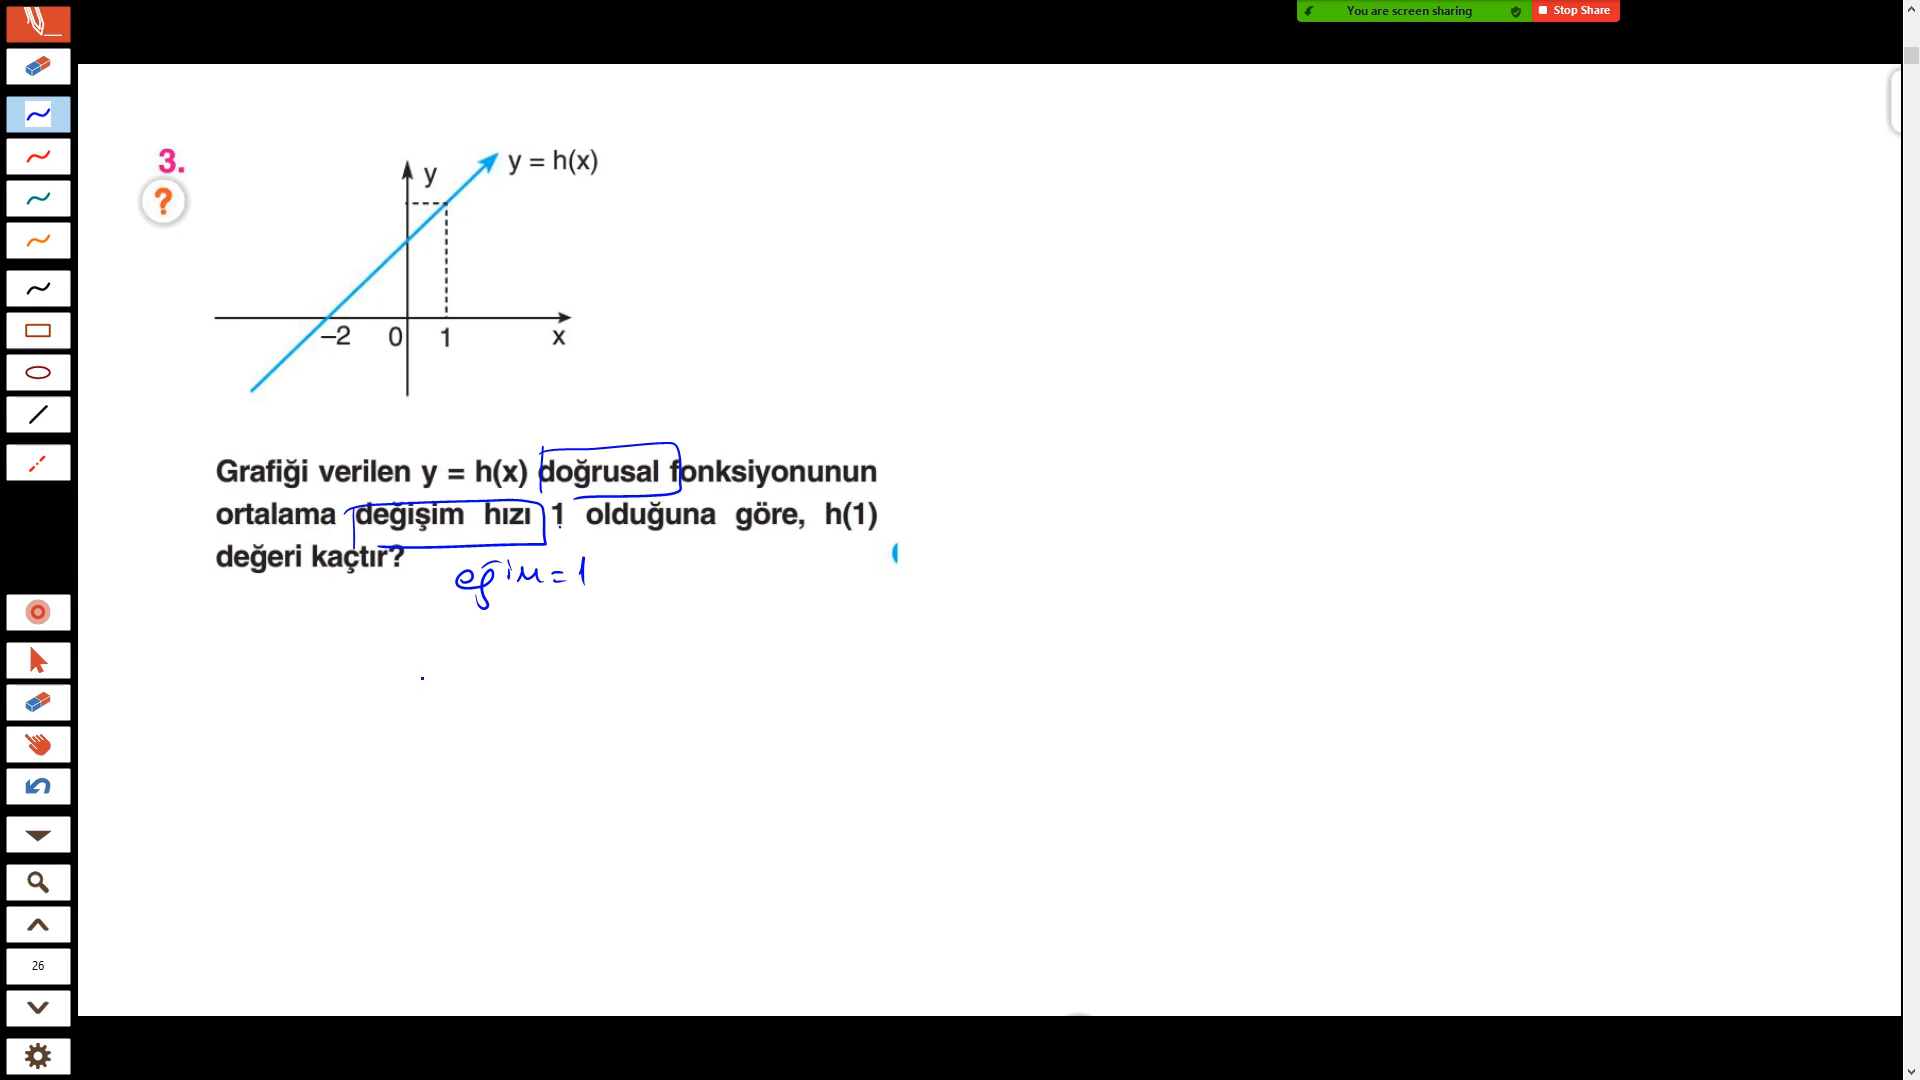 You are screen sharing
Stop Share
3.
?
y
y = h(x)
–2
0
1
x
Grafiği verilen y = h(x) doğrusal fonksiyonunun
ortalama değişim hızı 1 olduğuna göre, h(1)
değeri kaçtır?
eğim = 1
26